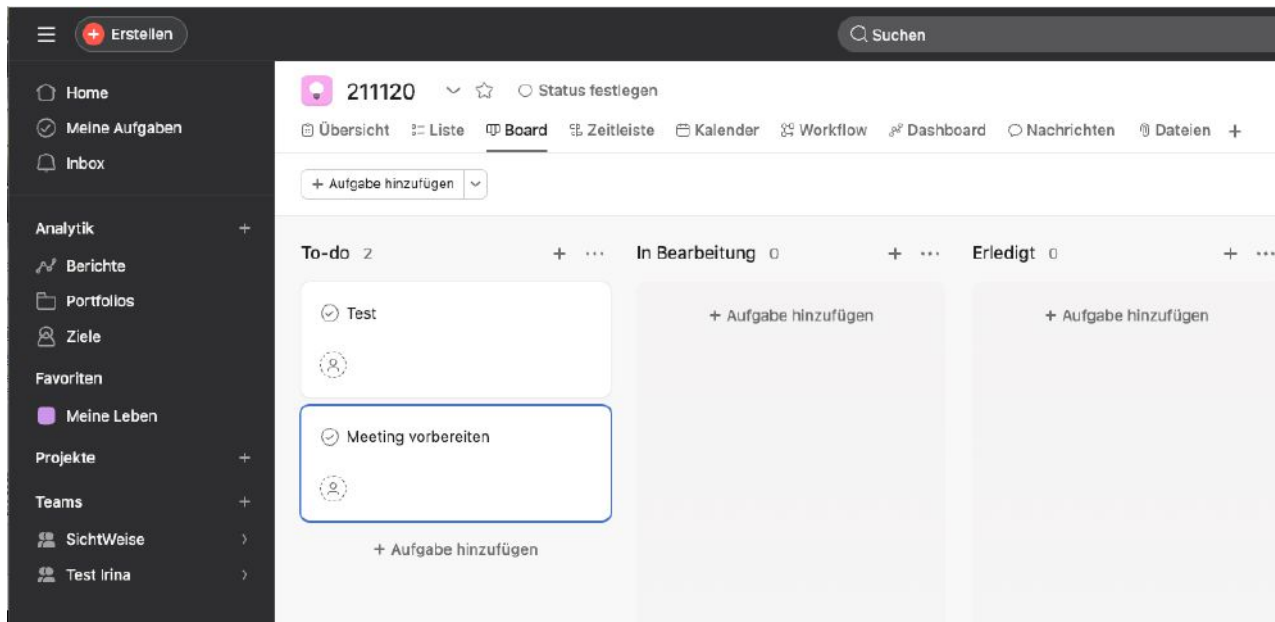 Erstellen
Suchen
Home
Meine Aufgaben
Inbox
Analytik
Berichte
Portfolios
Ziele
Favoriten
Meine Leben
Projekte
Teams
SichtWeise
Test Irina
211120 Status festlegen
Übersicht Liste Board Zeitleiste Kalender Workflow Dashboard Nachrichten Dateien +
+ Aufgabe hinzufügen
To-do 2 + ...
Test
Meeting vorbereiten
+ Aufgabe hinzufügen
In Bearbeitung 0 + ...
+ Aufgabe hinzufügen
Erledigt 0 + ...
+ Aufgabe hinzufügen